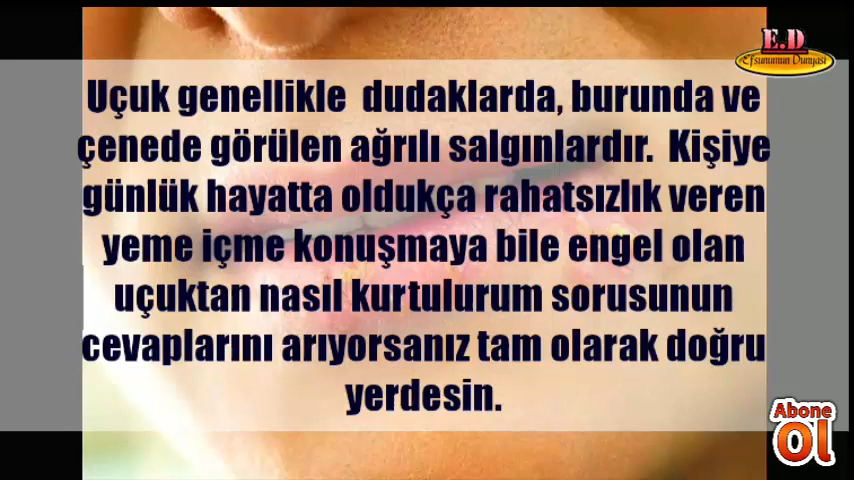 E.D
Efsunumun Dunyasi
Uçuk genellikle dudaklarda, burunda ve
çenede görülen ağrılı salgınlardır. Kişiye
günlük hayatta oldukça rahatsızlık veren
yeme içme konuşmaya bile engel olan
uçuktan nasıl kurtulurum sorusunun
cevaplarını arıyorsanız tam olarak doğru
yerdesin.
Abone
Ol